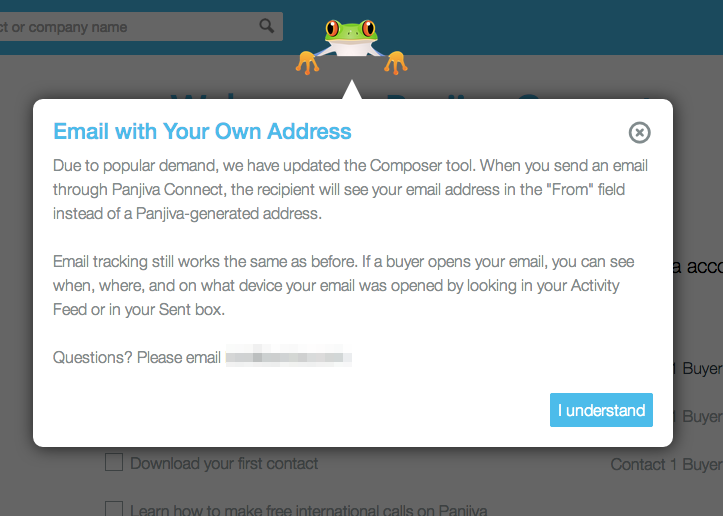 ct or company name
Email with Your Own Address
Due to popular demand, we have updated the Composer tool. When you send an email
through Panjiva Connect, the recipient will see your email address in the "From" field
instead of a Panjiva-generated address.
Email tracking still works the same as before. If a buyer opens your email, you can see
when, where, and on what device your email was opened by looking in your Activity
Feed or in your Sent box.
Questions? Please email
I understand
a acco
1 Buyer
1 Buyer
Download your first contact
Contact 1 Buyer
Learn how to make free international calls on Panjiva